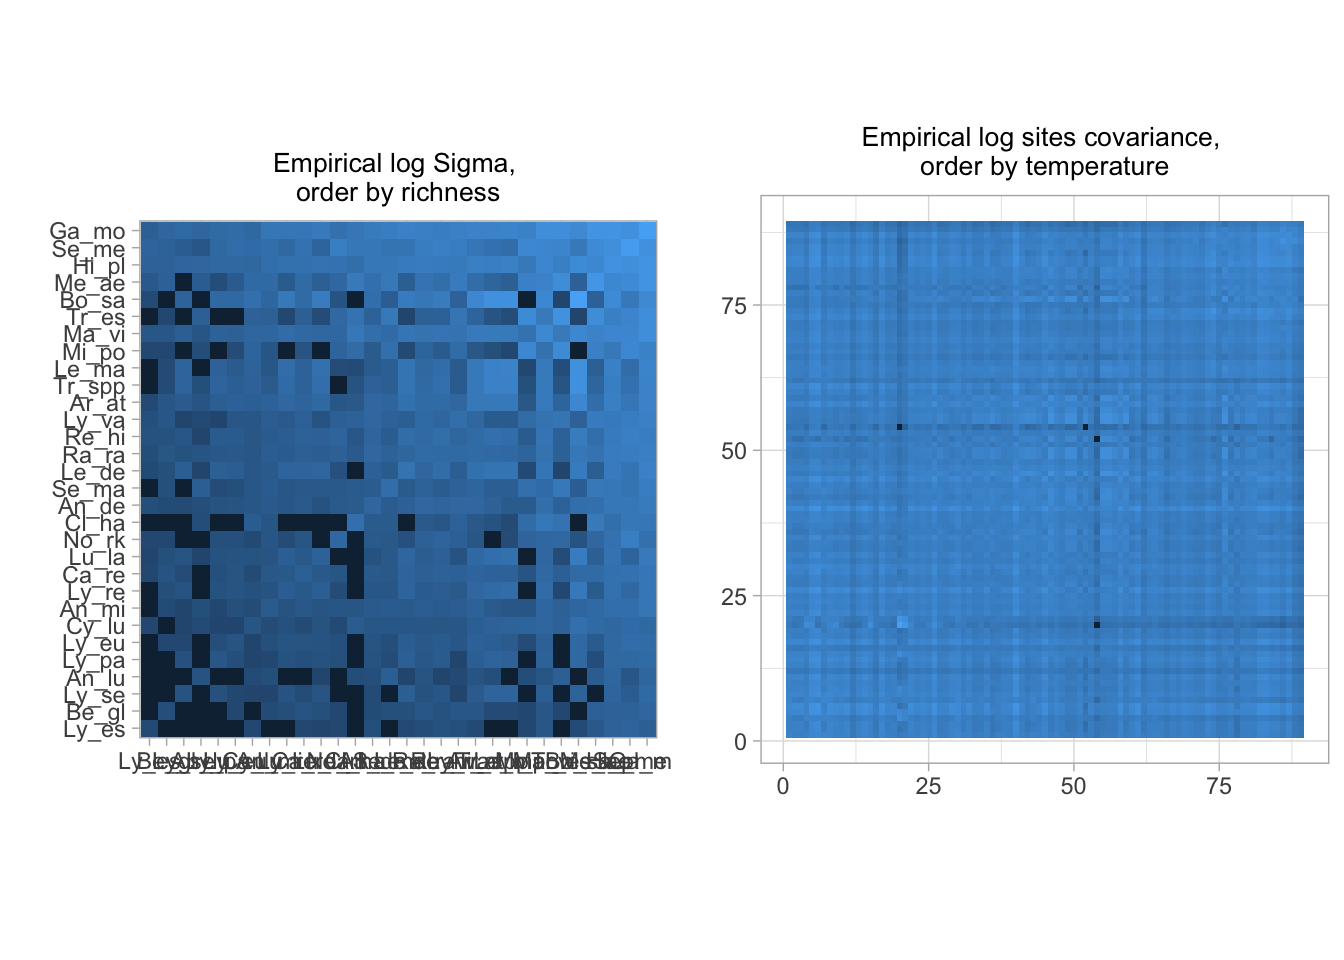 Empirical log Sigma,
order by richness
Ga_mo
Se_me
Hi_pl
Me_ae
Bo_sa
Tr_es
Ma_vi
Mi_po
Le_ma
Tr_spp
Ar_at
Ly_va
Re_hi
Ra_ra
Le_de
Se_ma
An_de
Cl_ha
No_rk
Lu_la
Ca_re
Ly_re
An_mi
Cy_lu
Ly_eu
Ly_pa
An_lu
Ly_se
Be_gl
Ly_es
Empirical log sites covariance,
order by temperature
75
50
25
0
0 25 50 75